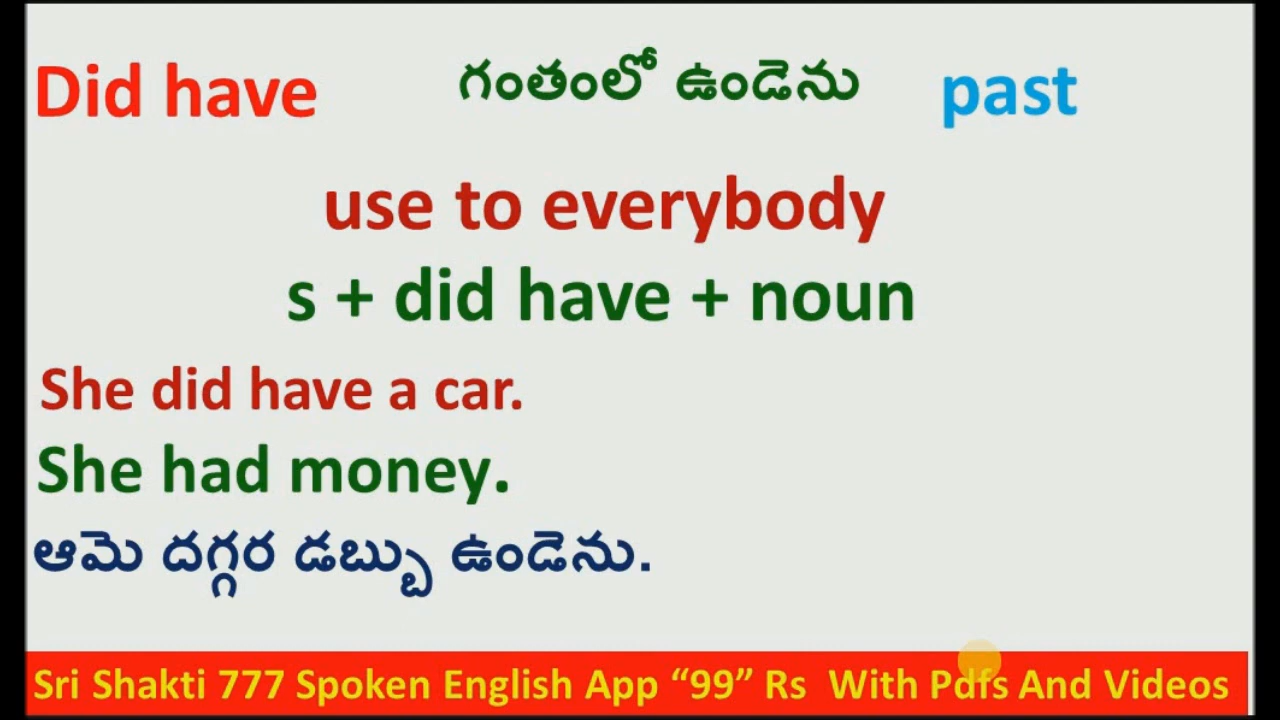 Did have గంతంలో ఉండెను past
use to everybody
s + did have + noun
She did have a car.
She had money.
ఆమె దగ్గర డబ్బు ఉండెను.
Sri Shakti 777 Spoken English App “99” Rs With Pdfs And Videos